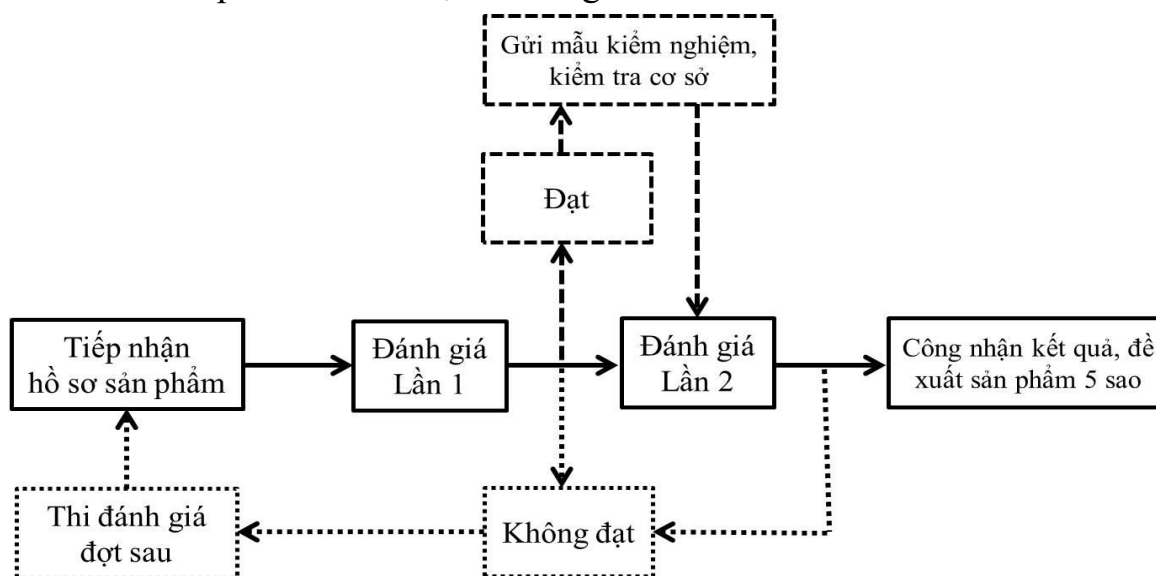 Gửi mẫu kiểm nghiệm,
kiểm tra cơ sở
Đạt
Tiếp nhận
hồ sơ sản phẩm
Đánh giá
Lần 1
Đánh giá
Lần 2
Công nhận kết quả, đề
xuất sản phẩm 5 sao
Thi đánh giá
đợt sau
Không đạt